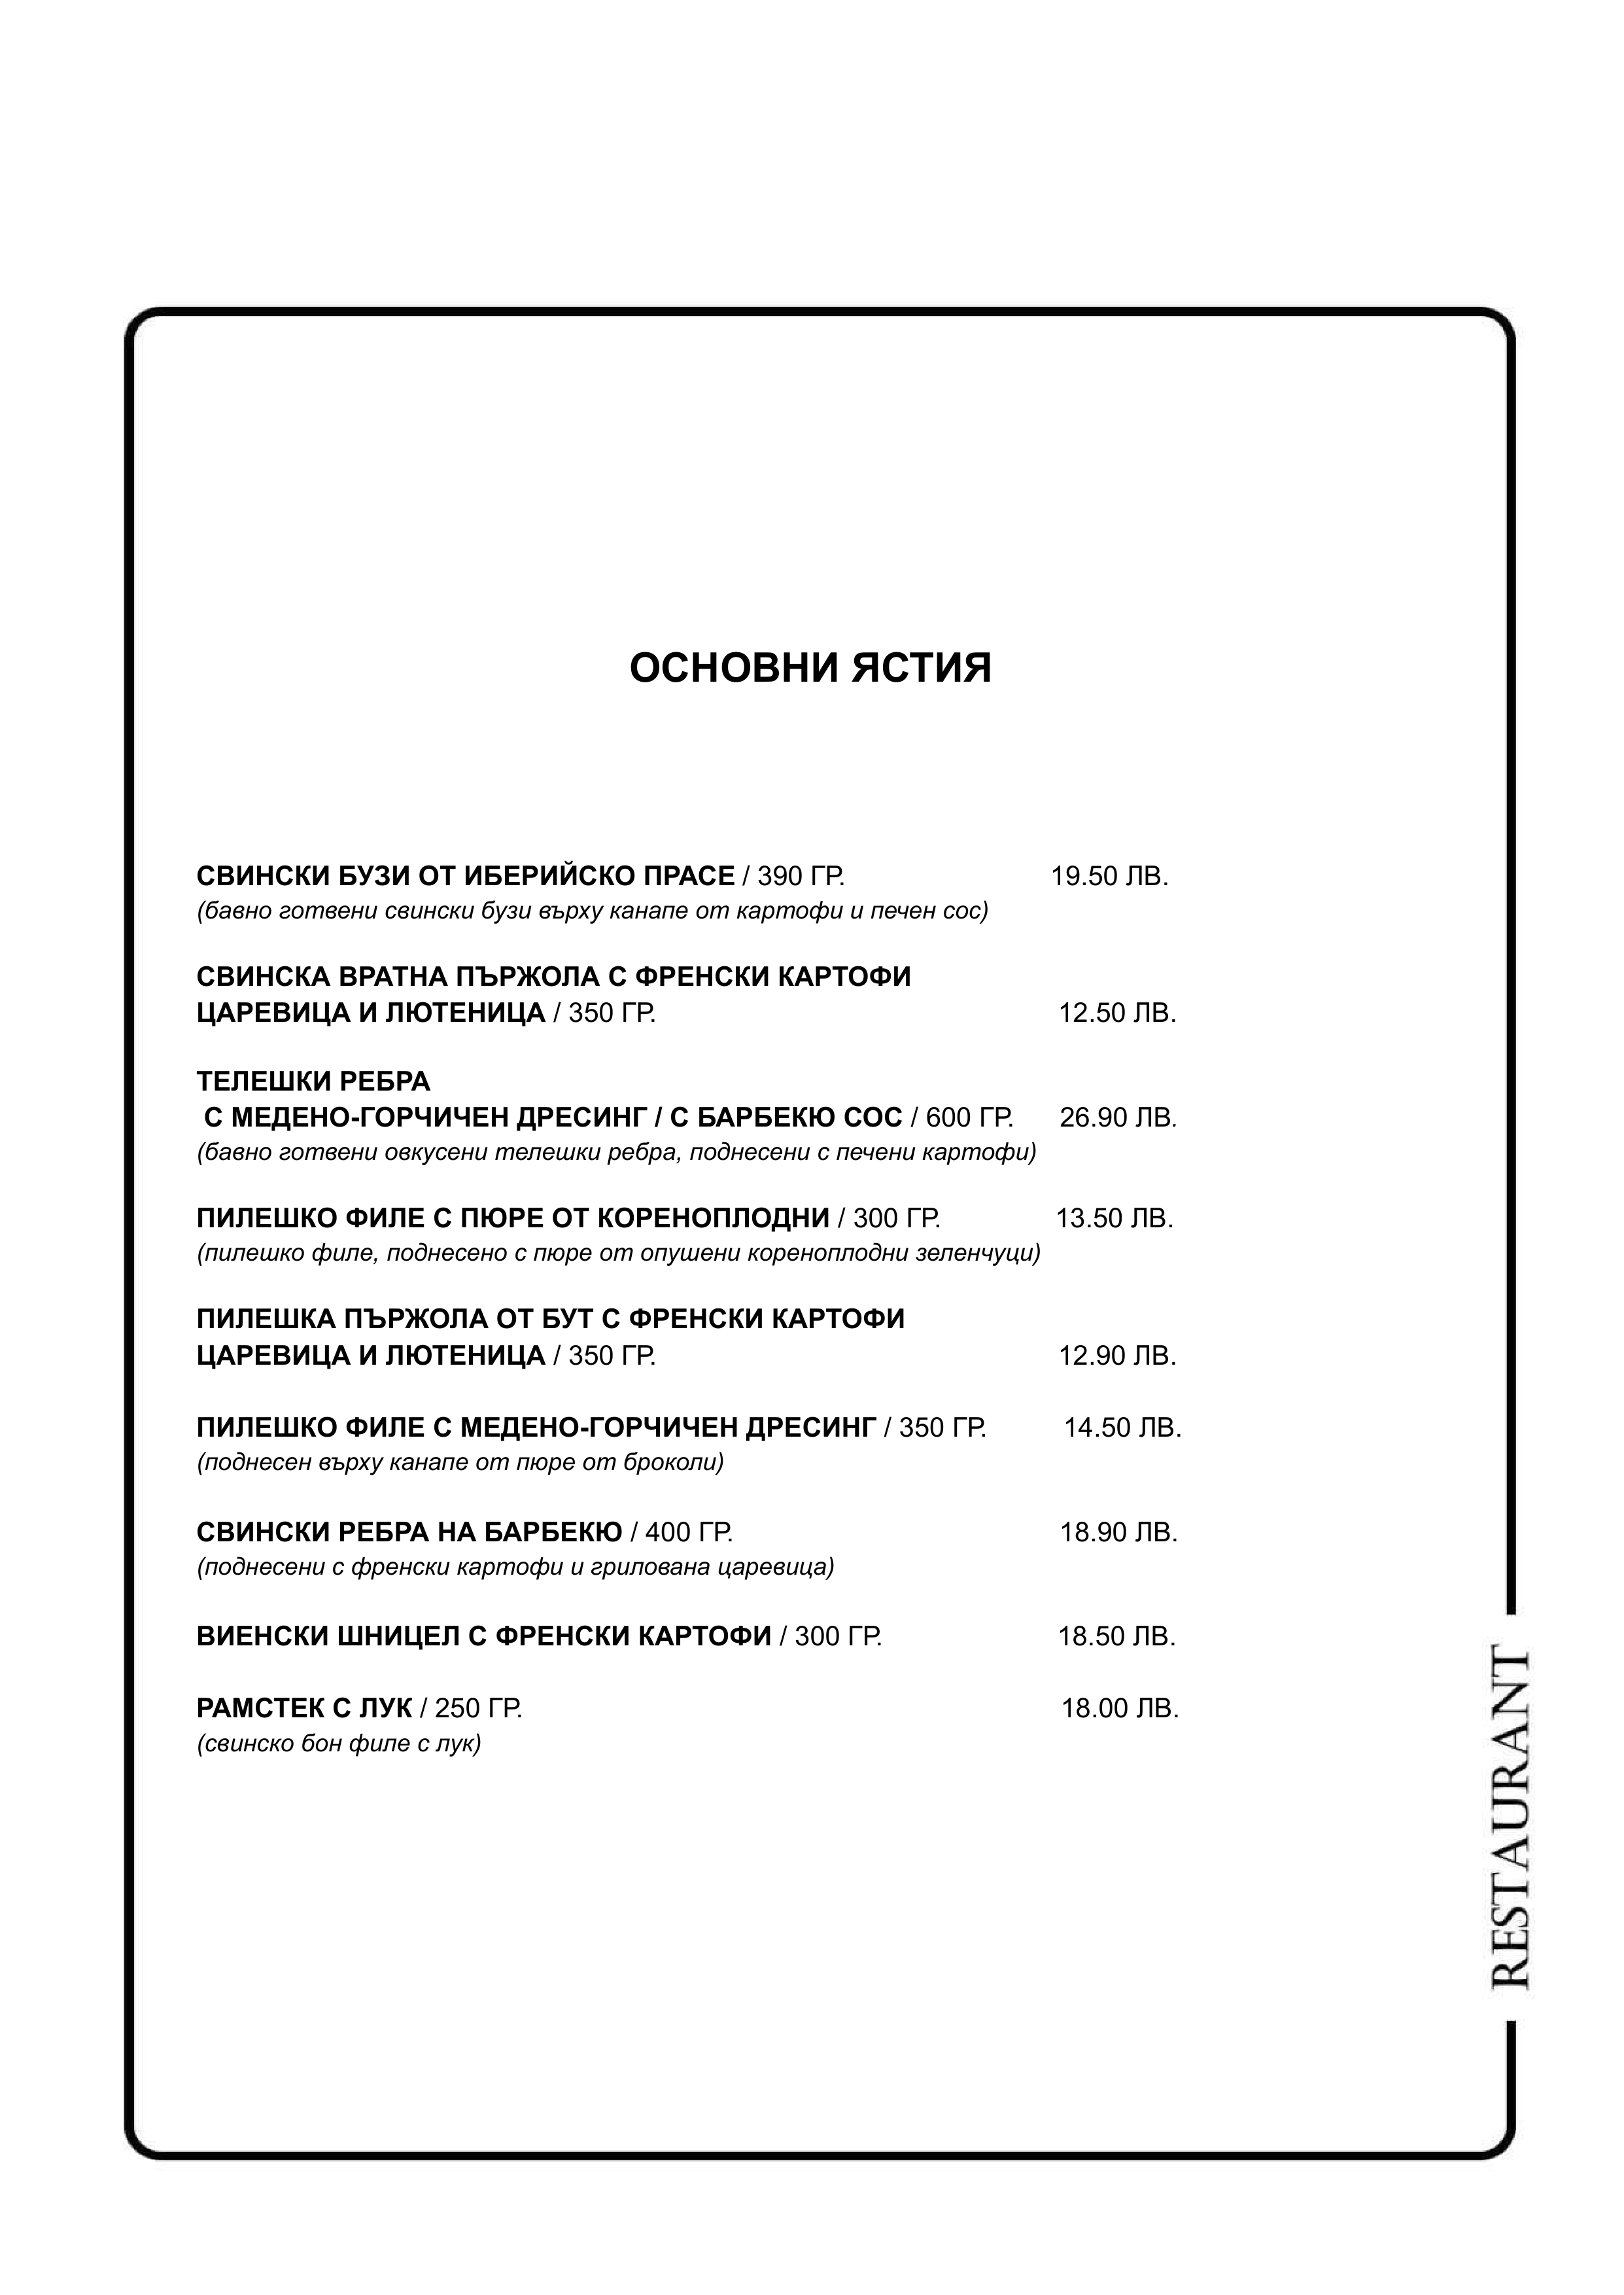 ОСНОВНИ ЯСТИЯ
СВИНСКИ БУЗИ ОТ ИБЕРИЙСКО ПРАСЕ / 390 ГР. 19.50 ЛВ.
(бавно готвени свински бузи върху канапе от картофи и печен сос)
СВИНСКА ВРАТНА ПЪРЖОЛА С ФРЕНСКИ КАРТОФИ
ЦАРЕВИЦА И ЛЮТЕНИЦА / 350 ГР. 12.50 ЛВ.
ТЕЛЕШКИ РЕБРА
С МЕДЕНО-ГОРЧИЧЕН ДРЕСИНГ / С БАРБЕКЮ СОС / 600 ГР. 26.90 ЛВ.
(бавно готвени овкусени телешки ребра, поднесени с печени картофи)
ПИЛЕШКО ФИЛЕ С ПЮРЕ ОТ КОРЕНОПЛОДНИ / 300 ГР. 13.50 ЛВ.
(пилешко филе, поднесено с пюре от опушени кореноплодни зеленчуци)
ПИЛЕШКА ПЪРЖОЛА ОТ БУТ С ФРЕНСКИ КАРТОФИ
ЦАРЕВИЦА И ЛЮТЕНИЦА / 350 ГР. 12.90 ЛВ.
ПИЛЕШКО ФИЛЕ С МЕДЕНО-ГОРЧИЧЕН ДРЕСИНГ / 350 ГР. 14.50 ЛВ.
(поднесен върху канапе от пюре от броколи)
СВИНСКИ РЕБРА НА БАРБЕКЮ / 400 ГР. 18.90 ЛВ.
(поднесени с френски картофи и грилована царевица)
ВИЕНСКИ ШНИЦЕЛ С ФРЕНСКИ КАРТОФИ / 300 ГР. 18.50 ЛВ.
РАМСТЕК С ЛУК / 250 ГР. 18.00 ЛВ.
(свинско бон филе с лук)
RESTAURANT